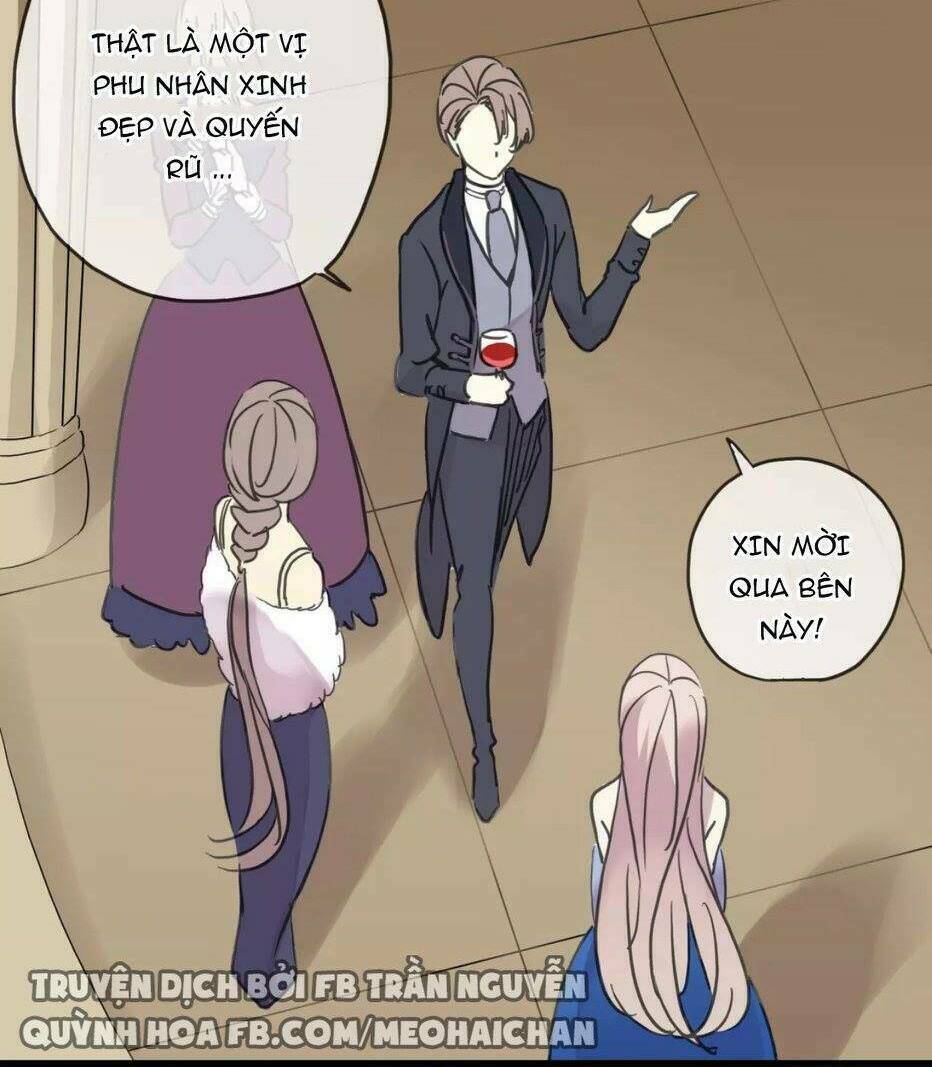 THẬT LÀ MỘT VỊ
PHU NHÂN XINH
ĐẸP VÀ QUYẾN
RŨ ...
XIN MỜI
QUA BÊN
NÀY!
TRUYỆN DỊCH BỞI FB TRẦN NGUYỄN
QUỲNH HOA FB.COM/MEOHAICHAN